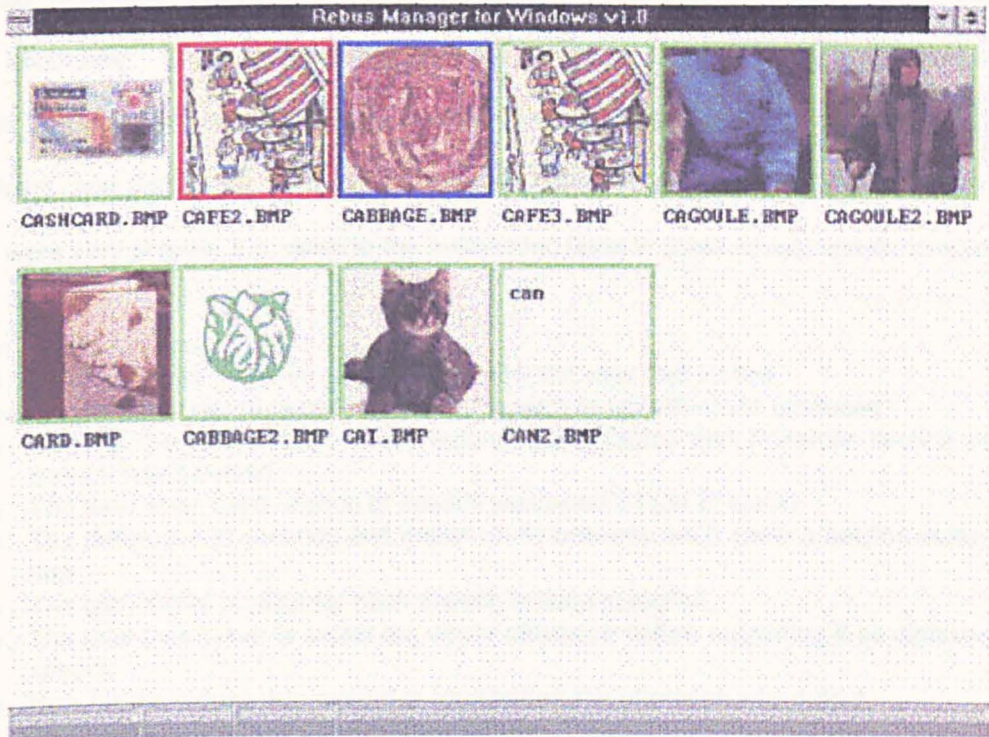 Rebus Manager for Windows v1.0
CASHCARD.BMP CAFE2.BMP CABBAGE.BMP CAFE3.BMP CAGOULE.BMP CAGOULE2.BMP
can
CARD.BMP CABBAGE2.BMP CAT.BMP CAN2.BMP